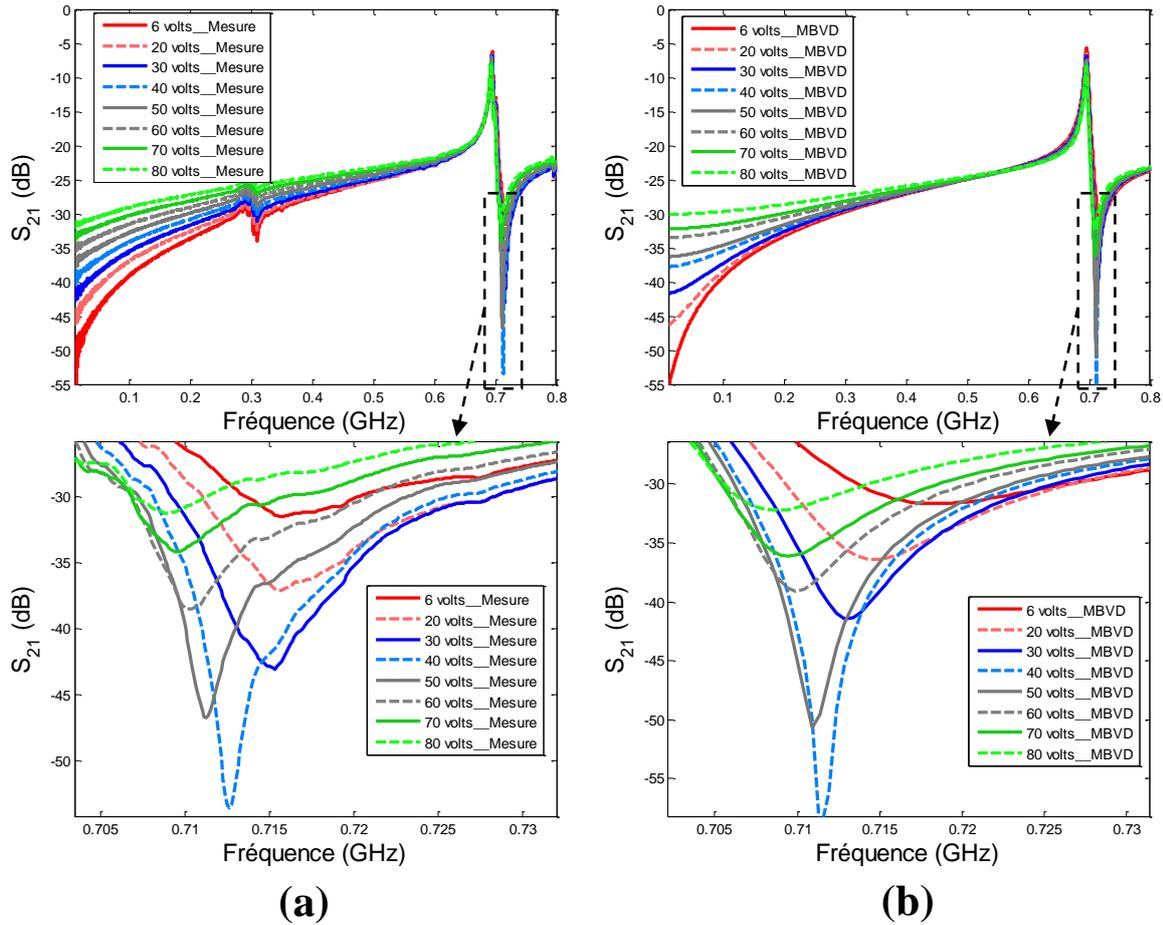 0
-5
-10
-15
-20
-25
-30
-35
-40
-45
-50
-55
0.1 0.2 0.3 0.4 0.5 0.6 0.7 0.8
S21 (dB)
Fréquence (GHz)
6 volts__Mesure
20 volts__Mesure
30 volts__Mesure
40 volts__Mesure
50 volts__Mesure
60 volts__Mesure
70 volts__Mesure
80 volts__Mesure
0
-5
-10
-15
-20
-25
-30
-35
-40
-45
-50
-55
0.1 0.2 0.3 0.4 0.5 0.6 0.7 0.8
S21 (dB)
Fréquence (GHz)
6 volts__MBVD
20 volts__MBVD
30 volts__MBVD
40 volts__MBVD
50 volts__MBVD
60 volts__MBVD
70 volts__MBVD
80 volts__MBVD
-30
-35
-40
-45
-50
0.705 0.71 0.715 0.72 0.725 0.73
S21 (dB)
Fréquence (GHz)
6 volts__Mesure
20 volts__Mesure
30 volts__Mesure
40 volts__Mesure
50 volts__Mesure
60 volts__Mesure
70 volts__Mesure
80 volts__Mesure
-30
-35
-40
-45
-50
-55
0.705 0.71 0.715 0.72 0.725 0.73
S21 (dB)
Fréquence (GHz)
6 volts__MBVD
20 volts__MBVD
30 volts__MBVD
40 volts__MBVD
50 volts__MBVD
60 volts__MBVD
70 volts__MBVD
80 volts__MBVD
(a)
(b)